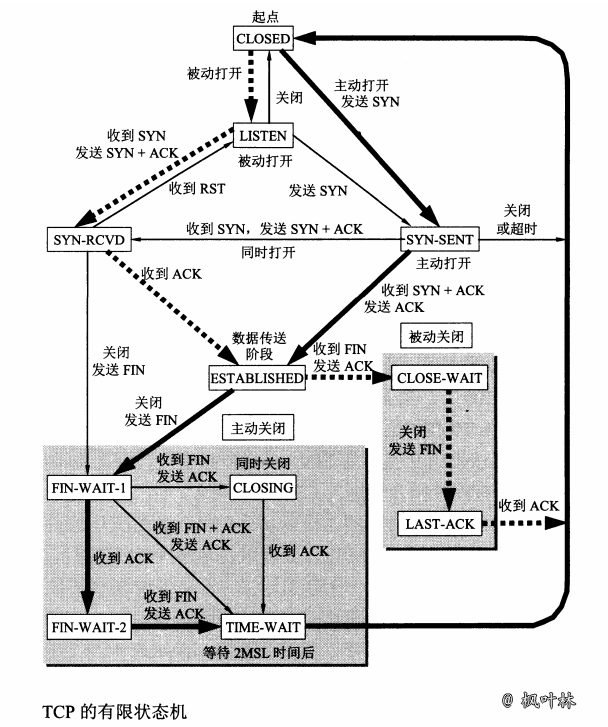 起点
CLOSED
被动打开
关闭
主动打开
发送 SYN
收到 SYN
发送 SYN + ACK
LISTEN
被动打开
收到 RST
发送 SYN
SYN-RCVD
收到 SYN，发送 SYN + ACK
同时打开
SYN-SENT
主动打开
关闭
或超时
收到 ACK
收到 SYN + ACK
发送 ACK
数据传送
阶段
关闭
发送 FIN
ESTABLISHED
收到 FIN
发送 ACK
被动关闭
CLOSE-WAIT
关闭
发送 FIN
主动关闭
关闭
发送 FIN
LAST-ACK
收到 ACK
FIN-WAIT-1
收到 FIN
发送 ACK
同时关闭
CLOSING
收到 ACK
收到 FIN + ACK
发送 ACK
收到 ACK
FIN-WAIT-2
收到 FIN
发送 ACK
TIME-WAIT
等待 2MSL 时间后
TCP 的有限状态机
@ 枫叶林